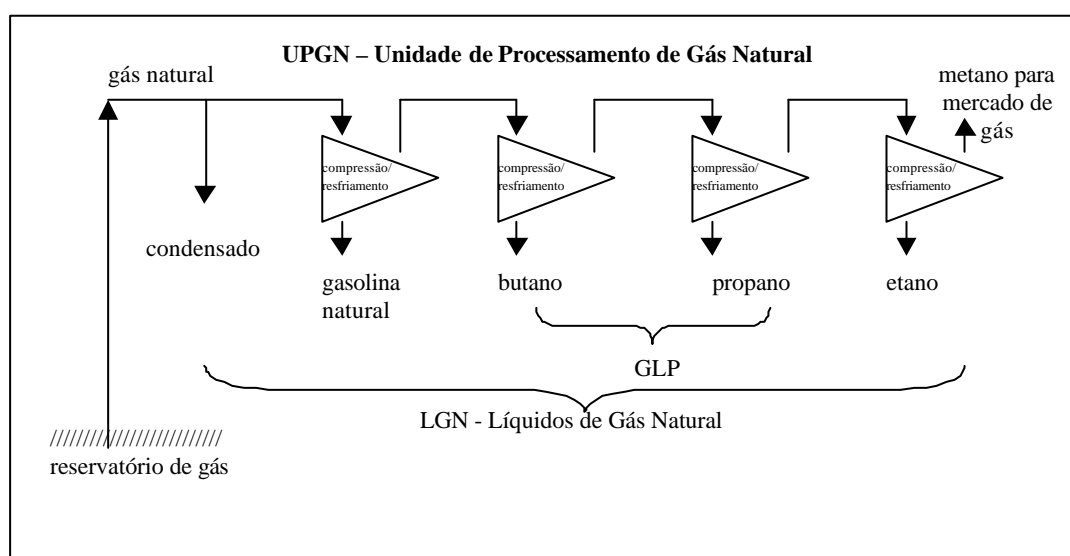 UPGN – Unidade de Processamento de Gás Natural
gás natural
metano para
mercado de
gás
compressão/
resfriamento
compressão/
resfriamento
compressão/
resfriamento
compressão/
resfriamento
condensado
gasolina
natural
butano
propano
etano
GLP
LGN - Líquidos de Gás Natural
reservatório de gás